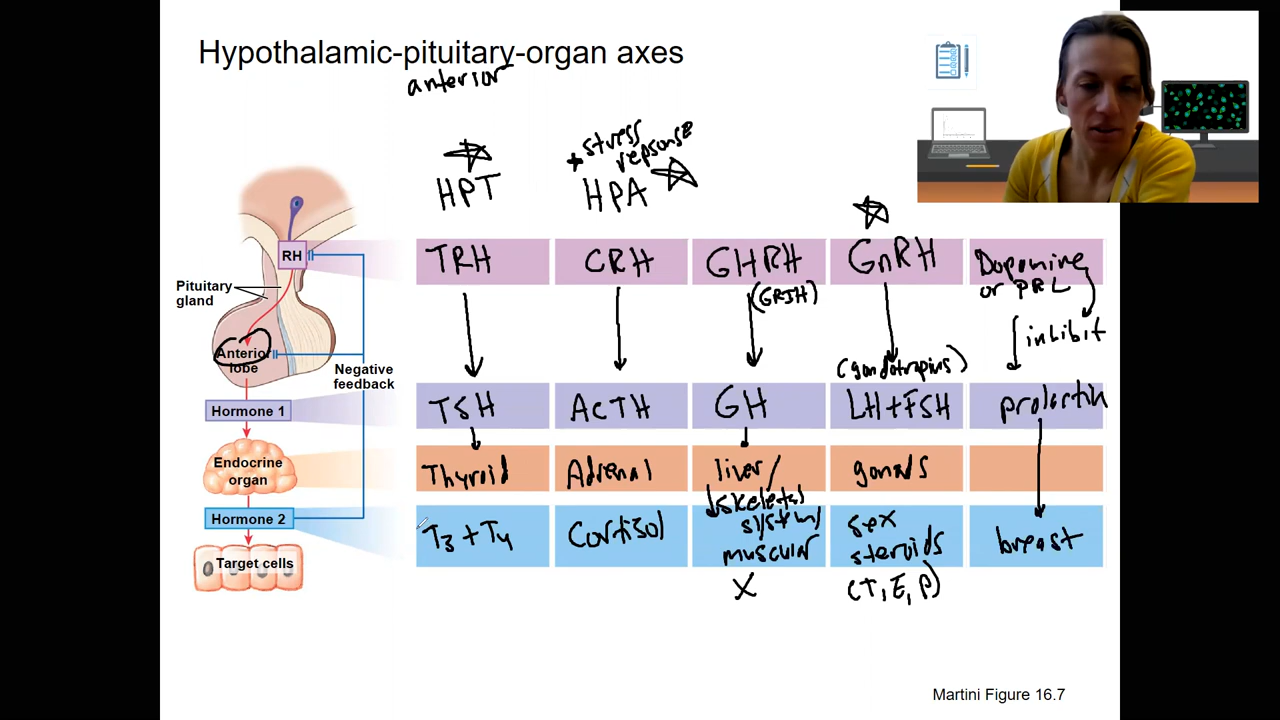 Hypothalamic-pituitary-organ axes
anterior
HPT
+ stress
repsonse
HPA
RH
Pituitary
gland
Anterior
lobe
Negative
feedback
Hormone 1
Endocrine
organ
Hormone 2
Target cells
TRH
CRH
GHRH
(GRIH)
GnRH
Dopamine
or PRL
inhibit
(gondotropins)
TSH
ACTH
GH
LH+FSH
prolactin
Thyroid
Adrenal
liver/
skeletal
system/
muscular
X
gonads
T3 + T4
Cortisol
sex
steroids
(T, E, P)
breast
Martini Figure 16.7